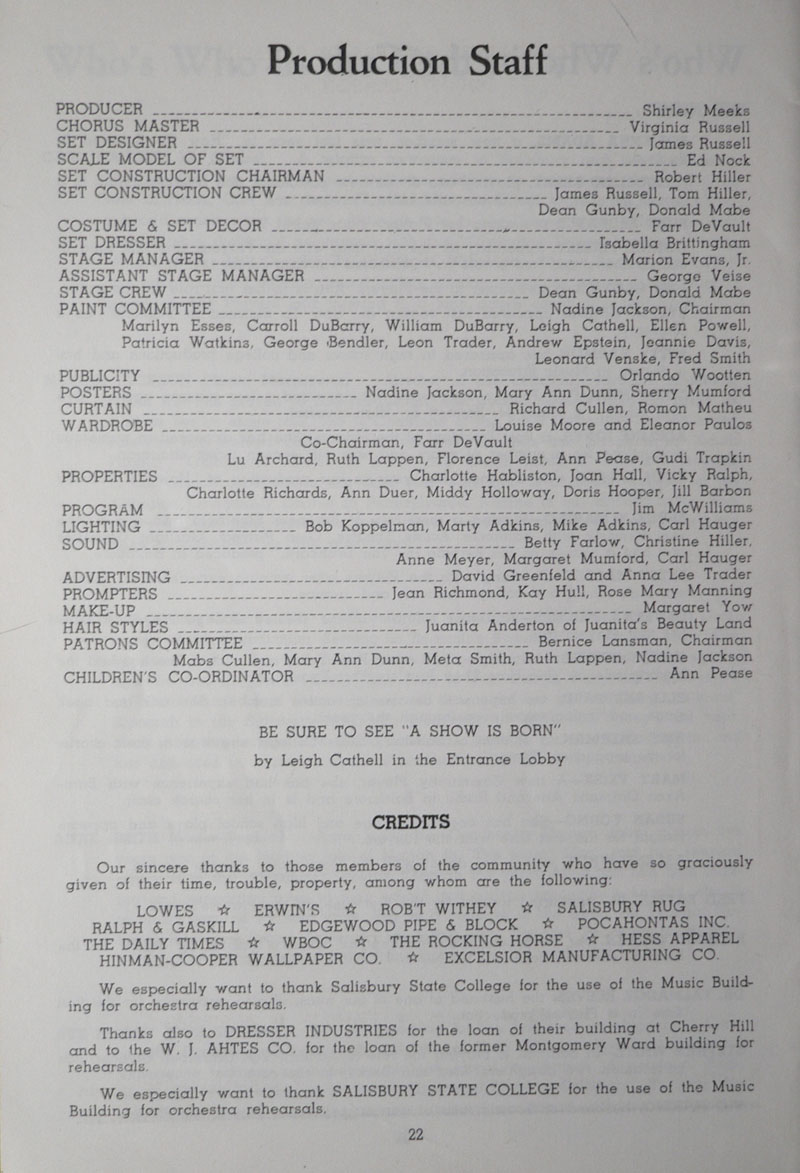 Production Staff
PRODUCER Shirley Meeks
CHORUS MASTER Virginia Russell
SET DESIGNER James Russell
SCALE MODEL OF SET Ed Nock
SET CONSTRUCTION CHAIRMAN Robert Hiller
SET CONSTRUCTION CREW James Russell, Tom Hiller,
Dean Gunby, Donald Mabe
COSTUME & SET DECOR Farr DeVault
SET DRESSER Isabella Brittingham
STAGE MANAGER Marion Evans, Jr.
ASSISTANT STAGE MANAGER George Veise
STAGE CREW Dean Gunby, Donald Mabe
PAINT COMMITTEE Nadine Jackson, Chairman
Marilyn Esses, Carroll DuBarry, William DuBarry, Leigh Cathell, Ellen Powell,
Patricia Watkins, George Bendler, Leon Trader, Andrew Epstein, Jeannie Davis,
Leonard Venske, Fred Smith
PUBLICITY Orlando Wootten
POSTERS Nadine Jackson, Mary Ann Dunn, Sherry Mumford
CURTAIN Richard Cullen, Romon Matheu
WARDROBE Louise Moore and Eleanor Paulos
Co-Chairman, Farr DeVault
Lu Archard, Ruth Lappen, Florence Leist, Ann Pease, Gudi Trapkin
PROPERTIES Charlotte Habliston, Joan Hall, Vicky Ralph,
Charlotte Richards, Ann Duer, Middy Holloway, Doris Hooper, Jill Barbon
PROGRAM Jim McWilliams
LIGHTING Bob Koppelman, Marty Adkins, Mike Adkins, Carl Hauger
SOUND Betty Farlow, Christine Hiller,
Anne Meyer, Margaret Mumford, Carl Hauger
ADVERTISING David Greenfeld and Anna Lee Trader
PROMPTERS Jean Richmond, Kay Hull, Rose Mary Manning
MAKE-UP Margaret Yow
HAIR STYLES Juanita Anderton of Juanita's Beauty Land
PATRONS COMMITTEE Bernice Lansman, Chairman
Mabs Cullen, Mary Ann Dunn, Meta Smith, Ruth Lappen, Nadine Jackson
CHILDREN'S CO-ORDINATOR Ann Pease
BE SURE TO SEE "A SHOW IS BORN"
by Leigh Cathell in the Entrance Lobby
CREDITS
Our sincere thanks to those members of the community who have so graciously
given of their time, trouble, property, among whom are the following:
LOWES ☆ ERWIN'S ☆ ROB'T WITHEY ☆ SALISBURY RUG
RALPH & GASKILL ☆ EDGEWOOD PIPE & BLOCK ☆ POCAHONTAS INC.
THE DAILY TIMES ☆ WBOC ☆ THE ROCKING HORSE ☆ HESS APPAREL
HINMAN-COOPER WALLPAPER CO. ☆ EXCELSIOR MANUFACTURING CO.
We especially want to thank Salisbury State College for the use of the Music Build-
ing for orchestra rehearsals.
Thanks also to DRESSER INDUSTRIES for the loan of their building at Cherry Hill
and to the W. J. AHTES CO. for the loan of the former Montgomery Ward building for
rehearsals.
We especially want to thank SALISBURY STATE COLLEGE for the use of the Music
Building for orchestra rehearsals.
22